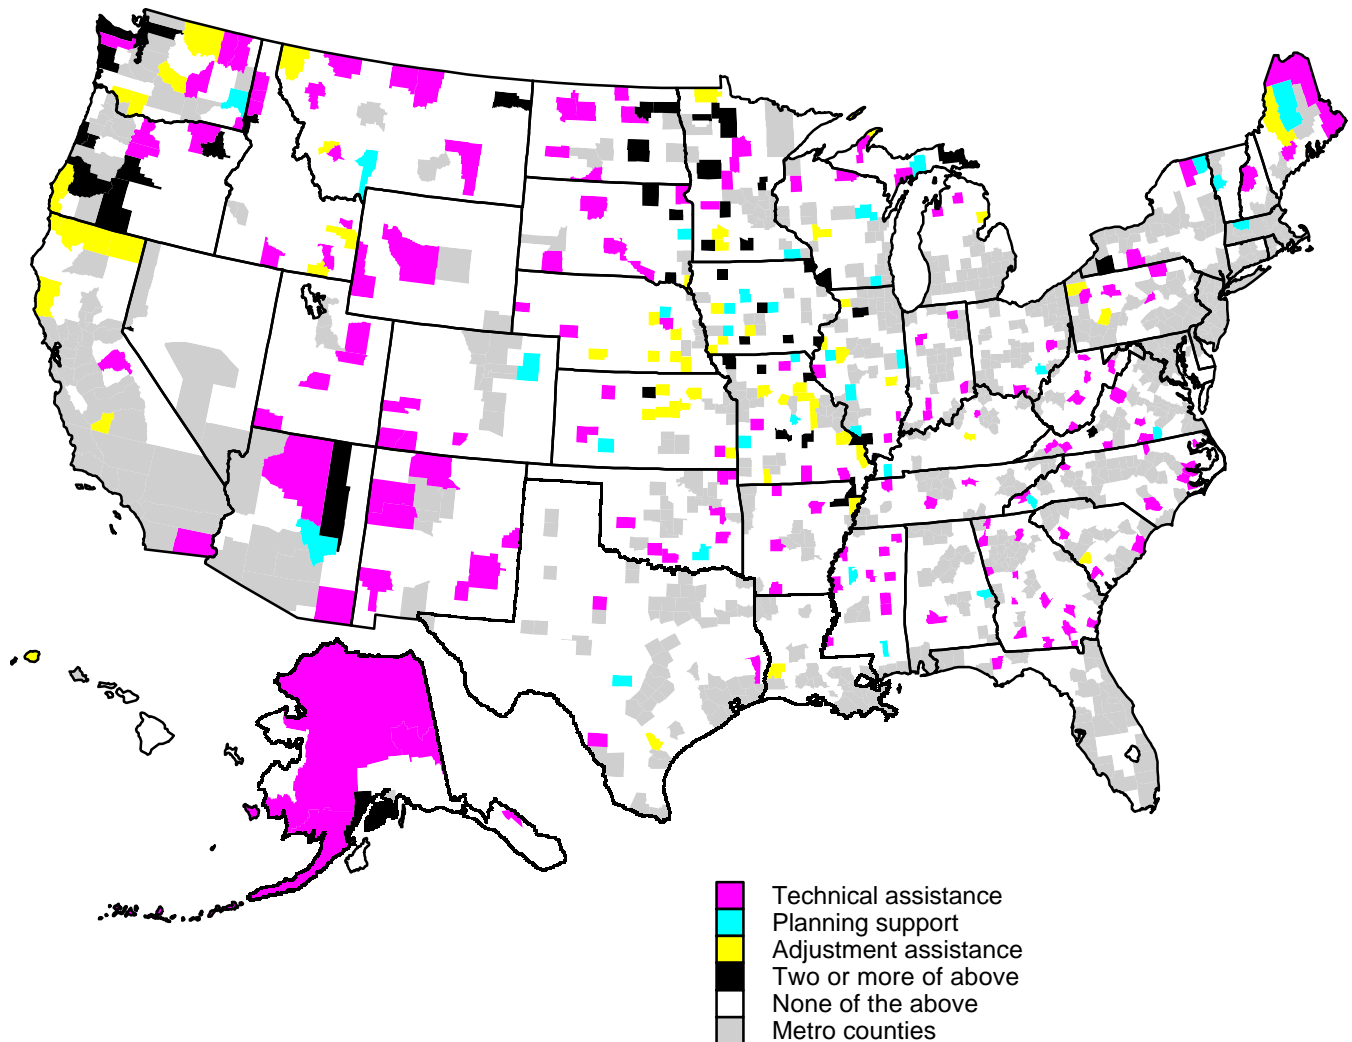 Technical assistance
Planning support
Adjustment assistance
Two or more of above
None of the above
Metro counties